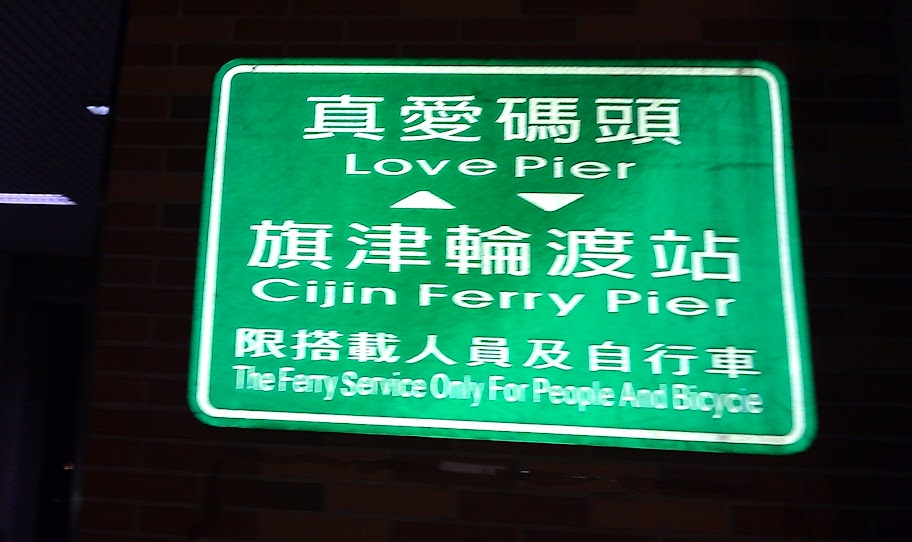 真愛碼頭
Love Pier
▲ ▼
旗津輪渡站
Cijin Ferry Pier
限搭載人員及自行車
The Ferry Service Only For People And Bicycle